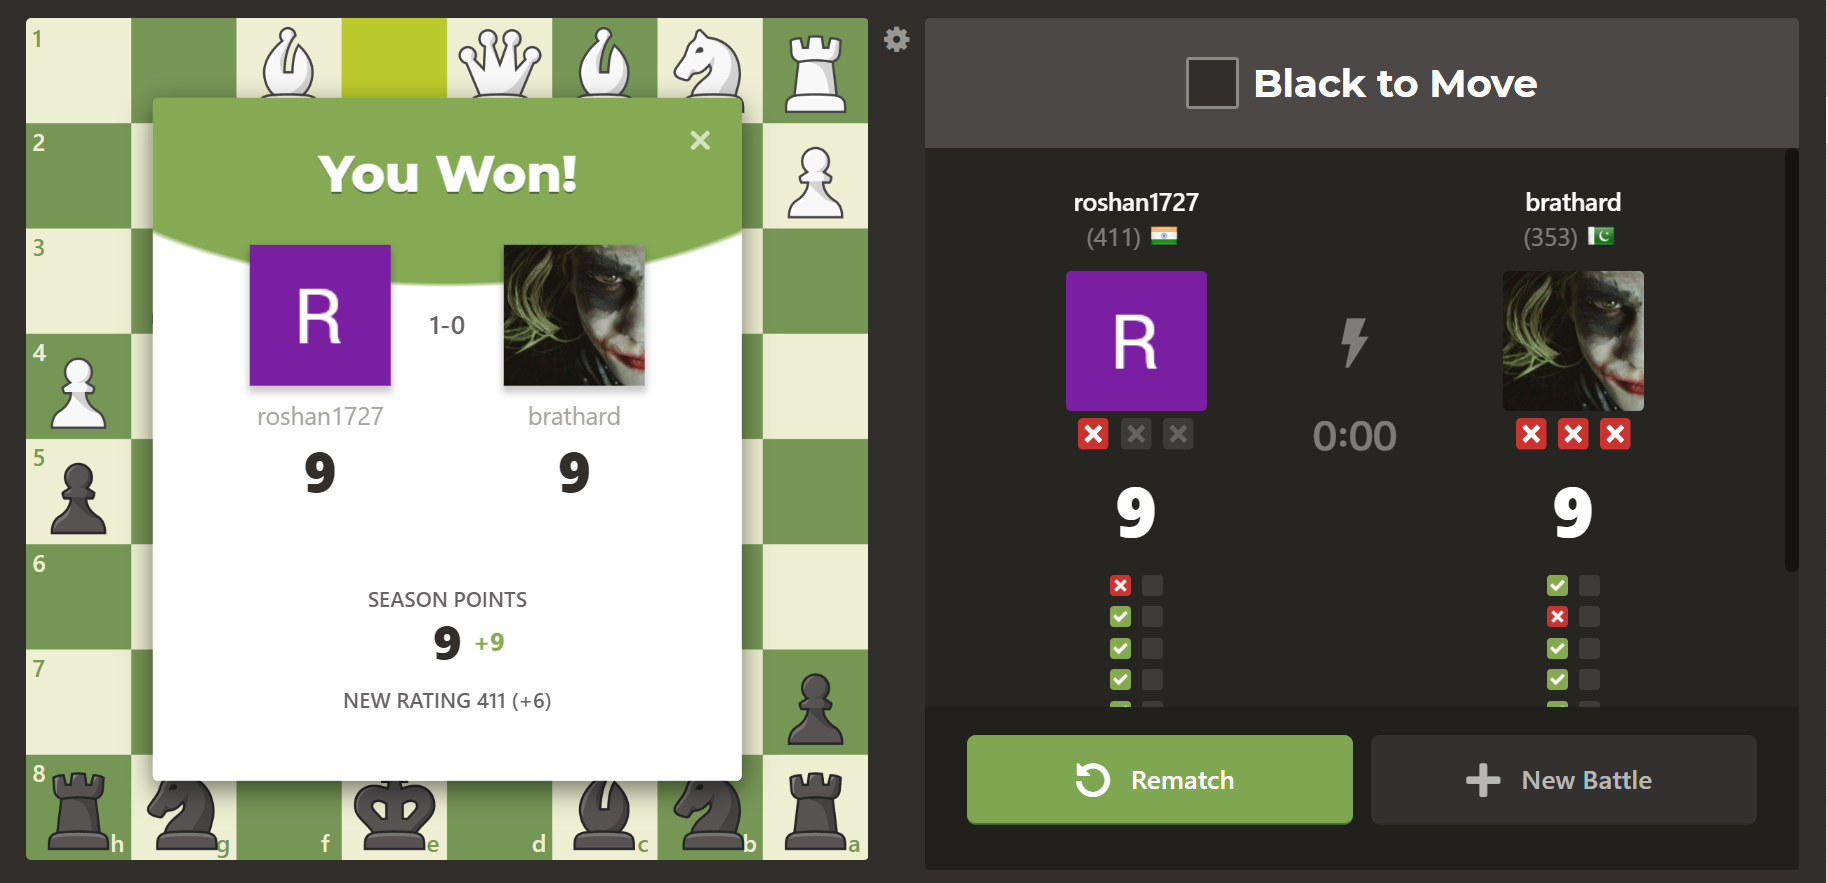 1
2
3
4
5
6
7
8
h
g
f
e
d
c
b
a
You Won!
R
1-0
roshan1727
brathard
9
9
SEASON POINTS
9 +9
NEW RATING 411 (+6)
Black to Move
roshan1727
(411)
brathard
(353)
R
0:00
9
9
Rematch
New Battle